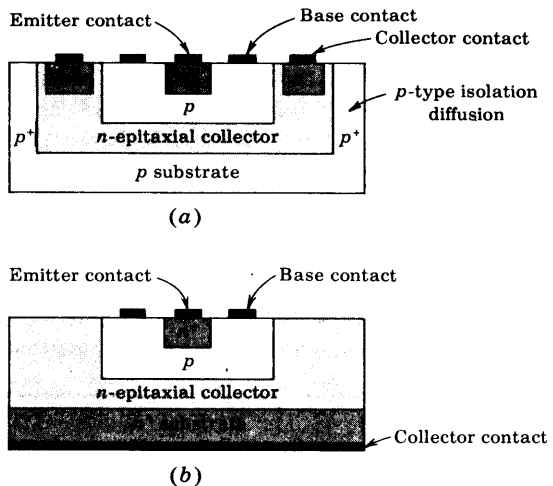 Emitter contact
Base contact
Collector contact
p
p-type isolation
diffusion
p+
n-epitaxial collector
p+
p substrate
(a)
Emitter contact
Base contact
p
n-epitaxial collector
substrate
Collector contact
(b)